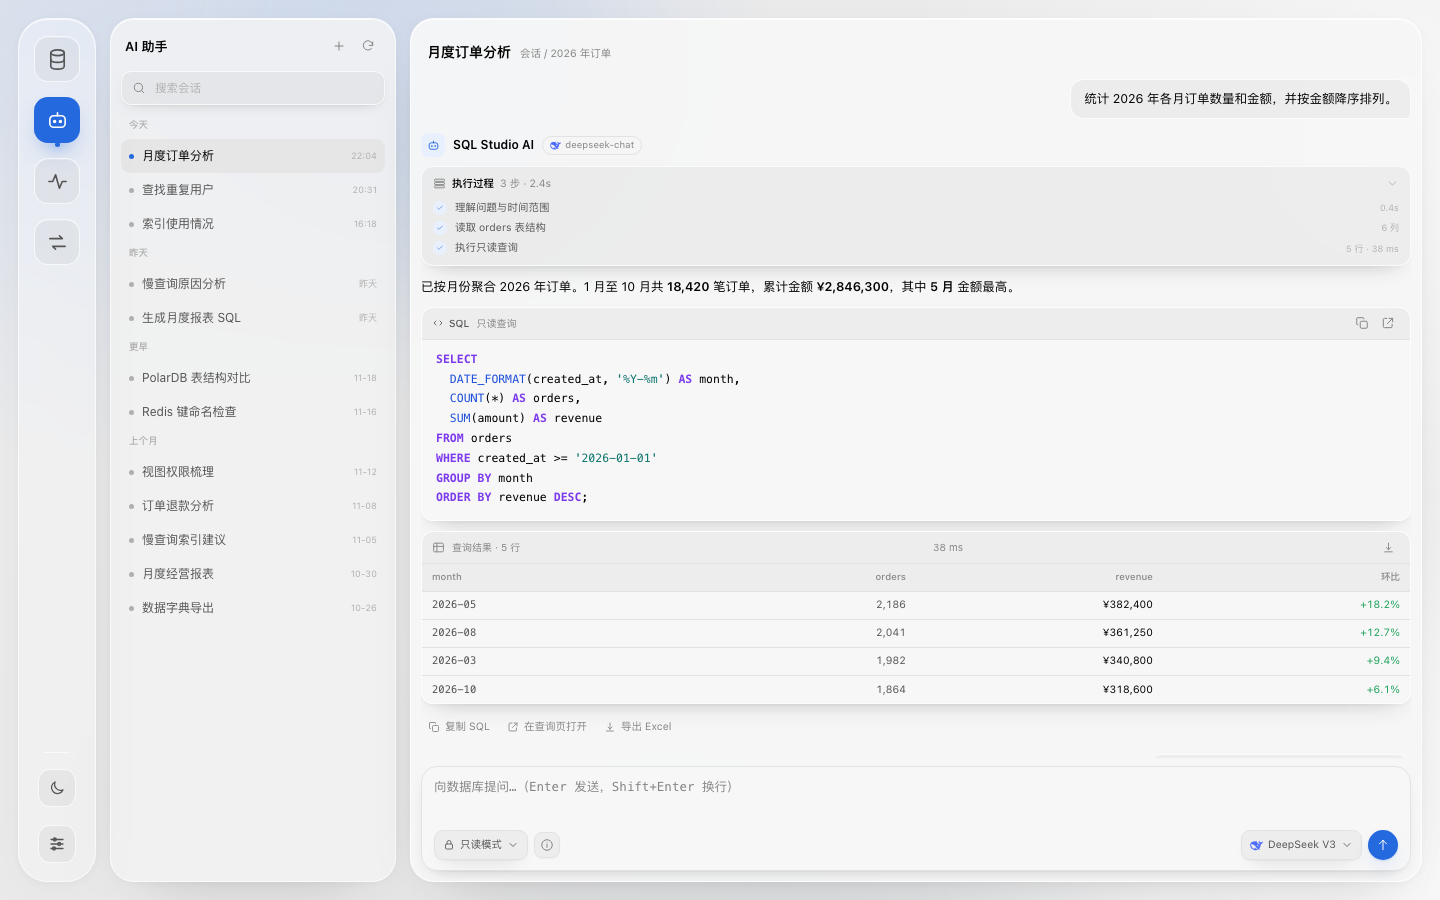 AI 助手
搜索会话
今天
月度订单分析 22:04
查找重复用户 20:31
索引使用情况 16:18
昨天
慢查询原因分析 昨天
生成月度报表 SQL 昨天
更早
PolarDB 表结构对比 11-18
Redis 键命名检查 11-16
上个月
视图权限梳理 11-12
订单退款分析 11-08
慢查询索引建议 11-05
月度经营报表 10-30
数据字典导出 10-26
月度订单分析 会话 / 2026 年订单
统计 2026 年各月订单数量和金额，并按金额降序排列。
SQL Studio AI deepseek-chat
执行过程 3 步 · 2.4s
理解问题与时间范围 0.4s
读取 orders 表结构 6 列
执行只读查询 5 行 · 38 ms
已按月份聚合 2026 年订单。1 月至 10 月共 18,420 笔订单，累计金额 ¥2,846,300，其中 5 月 金额最高。
SQL 只读查询
SELECT
DATE_FORMAT(created_at, '%Y-%m') AS month,
COUNT(*) AS orders,
SUM(amount) AS revenue
FROM orders
WHERE created_at >= '2026-01-01'
GROUP BY month
ORDER BY revenue DESC;
查询结果 · 5 行 38 ms
month orders revenue 环比
2026-05 2,186 ¥382,400 +18.2%
2026-08 2,041 ¥361,250 +12.7%
2026-03 1,982 ¥340,800 +9.4%
2026-10 1,864 ¥318,600 +6.1%
复制 SQL 在查询页打开 导出 Excel
向数据库提问…（Enter 发送，Shift+Enter 换行）
只读模式 DeepSeek V3